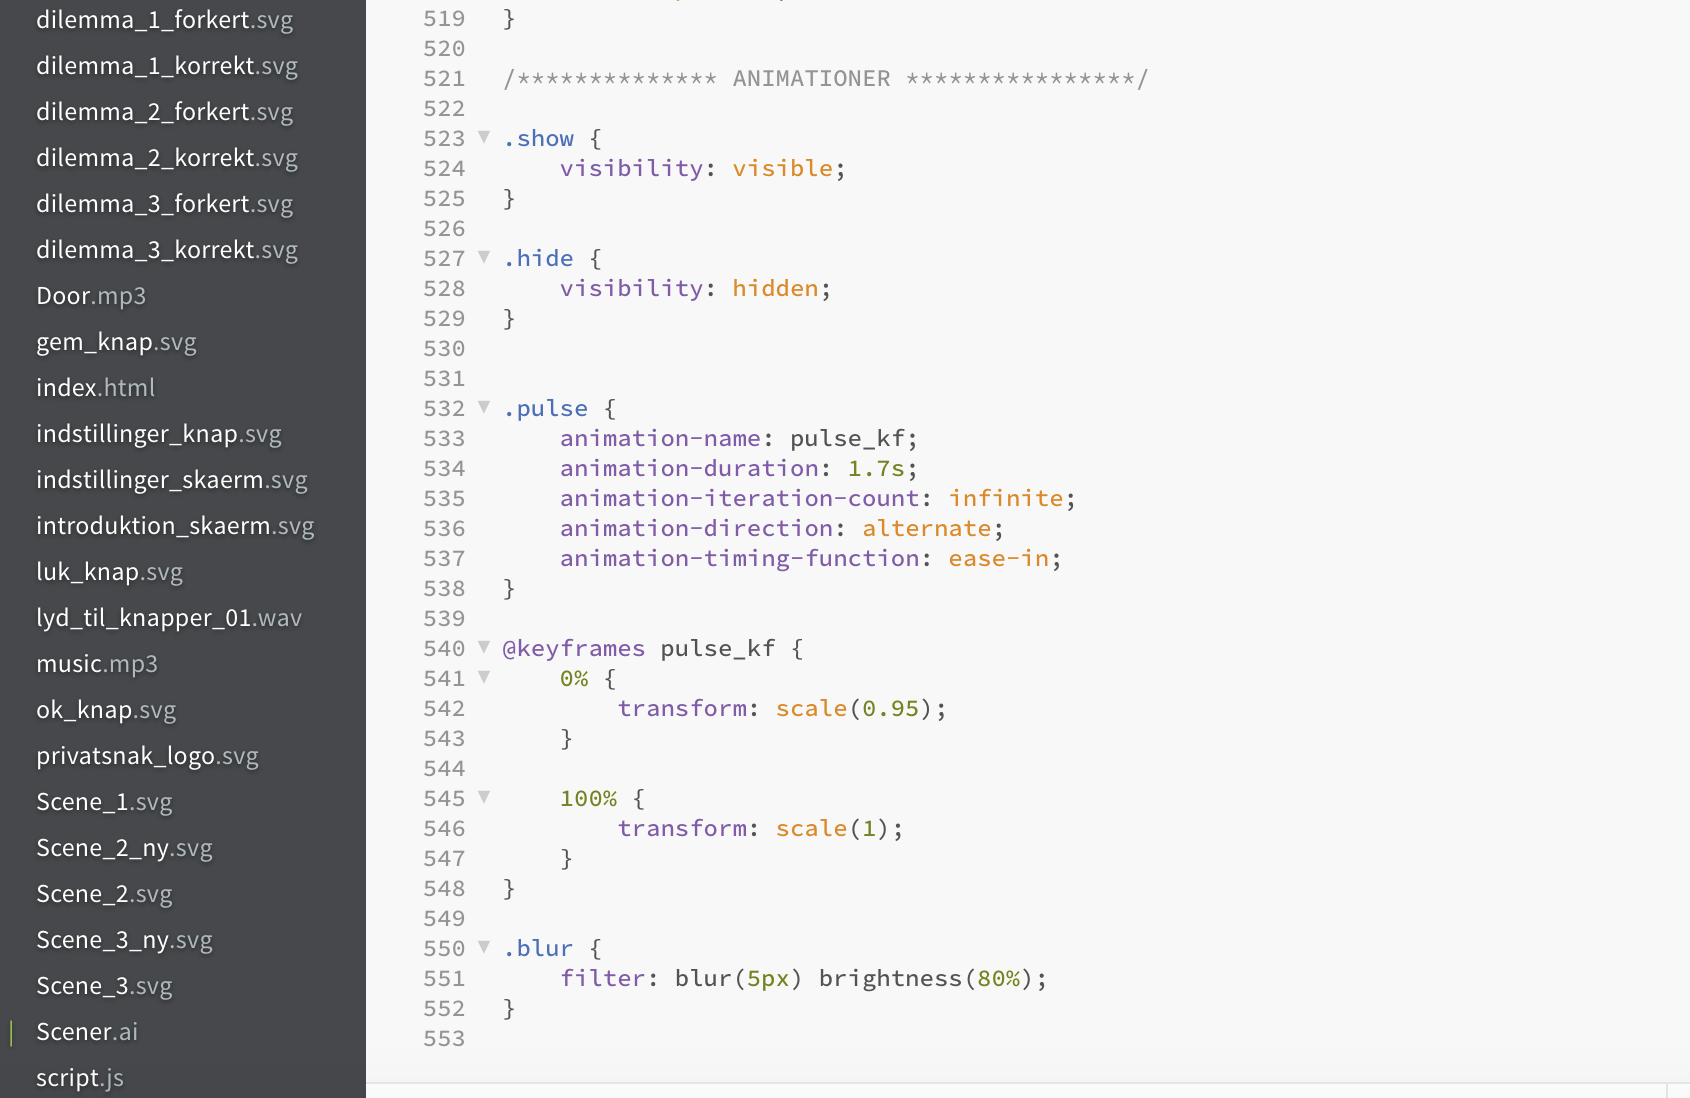 dilemma_1_forkert.svg
dilemma_1_korrekt.svg
dilemma_2_forkert.svg
dilemma_2_korrekt.svg
dilemma_3_forkert.svg
dilemma_3_korrekt.svg
Door.mp3
gem_knap.svg
index.html
indstillinger_knap.svg
indstillinger_skaerm.svg
introduktion_skaerm.svg
luk_knap.svg
lyd_til_knapper_01.wav
music.mp3
ok_knap.svg
privatsnak_logo.svg
Scene_1.svg
Scene_2_ny.svg
Scene_2.svg
Scene_3_ny.svg
Scene_3.svg
Scener.ai
script.js
519 }
520
521 /************** ANIMATIONER ****************/
522
523 .show {
524     visibility: visible;
525 }
526
527 .hide {
528     visibility: hidden;
529 }
530
531
532 .pulse {
533     animation-name: pulse_kf;
534     animation-duration: 1.7s;
535     animation-iteration-count: infinite;
536     animation-direction: alternate;
537     animation-timing-function: ease-in;
538 }
539
540 @keyframes pulse_kf {
541     0% {
542         transform: scale(0.95);
543     }
544
545     100% {
546         transform: scale(1);
547     }
548 }
549
550 .blur {
551     filter: blur(5px) brightness(80%);
552 }
553